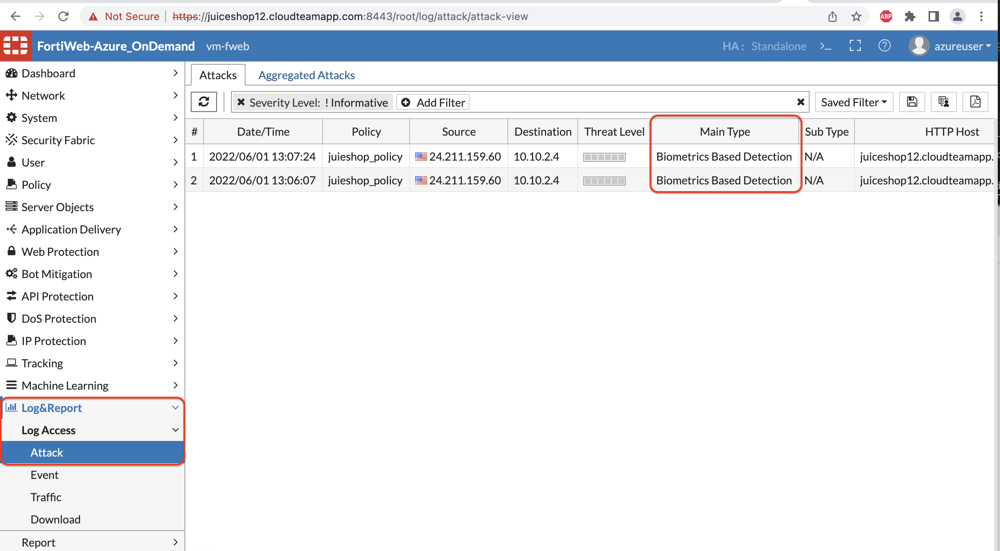 Not Secure https://juiceshop12.cloudteamapp.com:8443/root/log/attack/attack-view ABP
FortiWeb-Azure_OnDemand vm-fweb HA: Standalone >_ ? azureuser
Dashboard
Network
System
Security Fabric
User
Policy
Server Objects
Application Delivery
Web Protection
Bot Mitigation
API Protection
DoS Protection
IP Protection
Tracking
Machine Learning
Log&Report
Log Access
Attack
Event
Traffic
Download
Report
Attacks Aggregated Attacks
Severity Level: ! Informative Add Filter Saved Filter
# Date/Time Policy Source Destination Threat Level Main Type Sub Type HTTP Host
1 2022/06/01 13:07:24 juieshop_policy 24.211.159.60 10.10.2.4 Biometrics Based Detection N/A juiceshop12.cloudteamapp.
2 2022/06/01 13:06:07 juieshop_policy 24.211.159.60 10.10.2.4 Biometrics Based Detection N/A juiceshop12.cloudteamapp.